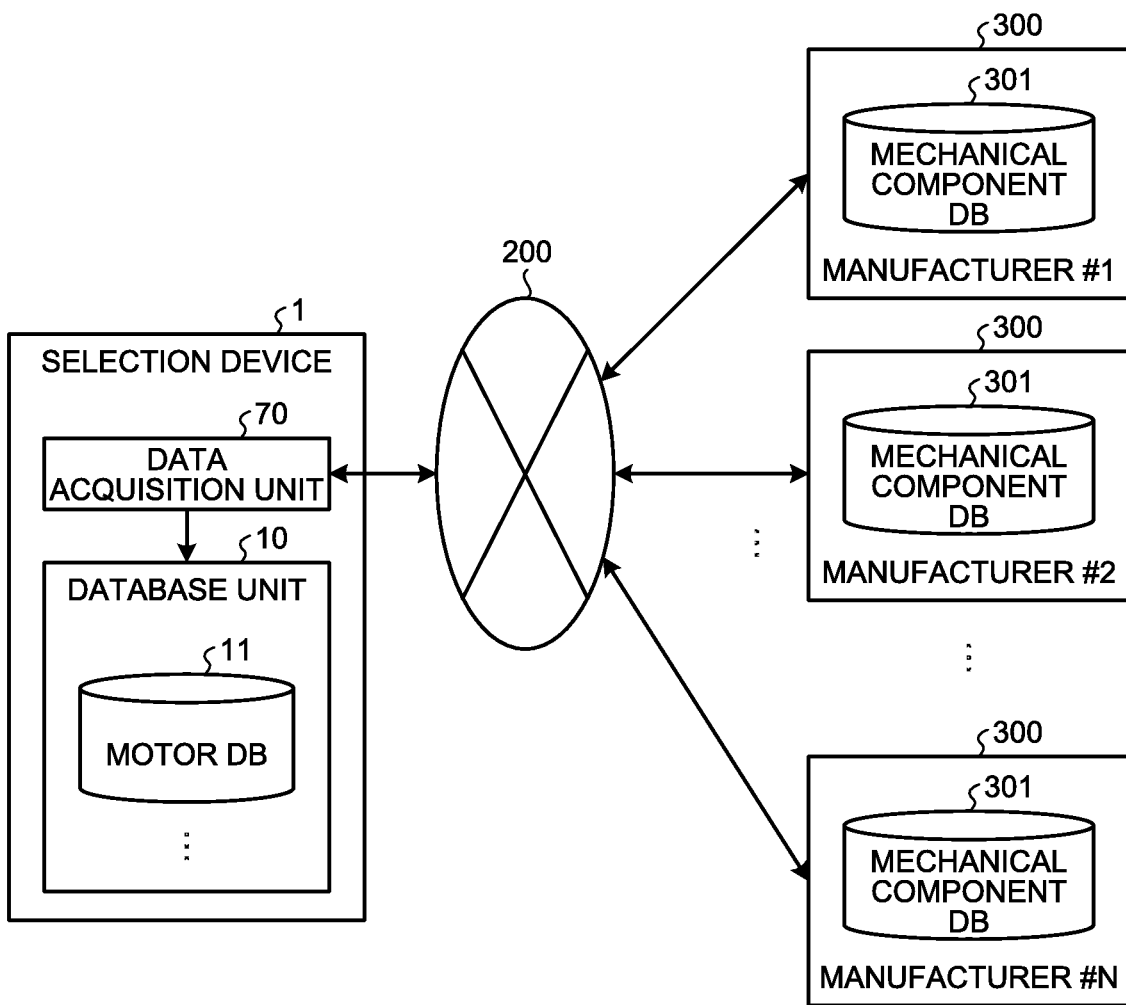 300
301
MECHANICAL
COMPONENT
DB
MANUFACTURER #1
200
1
SELECTION DEVICE
70
DATA
ACQUISITION UNIT
10
DATABASE UNIT
11
MOTOR DB
300
301
MECHANICAL
COMPONENT
DB
MANUFACTURER #2
300
301
MECHANICAL
COMPONENT
DB
MANUFACTURER #N